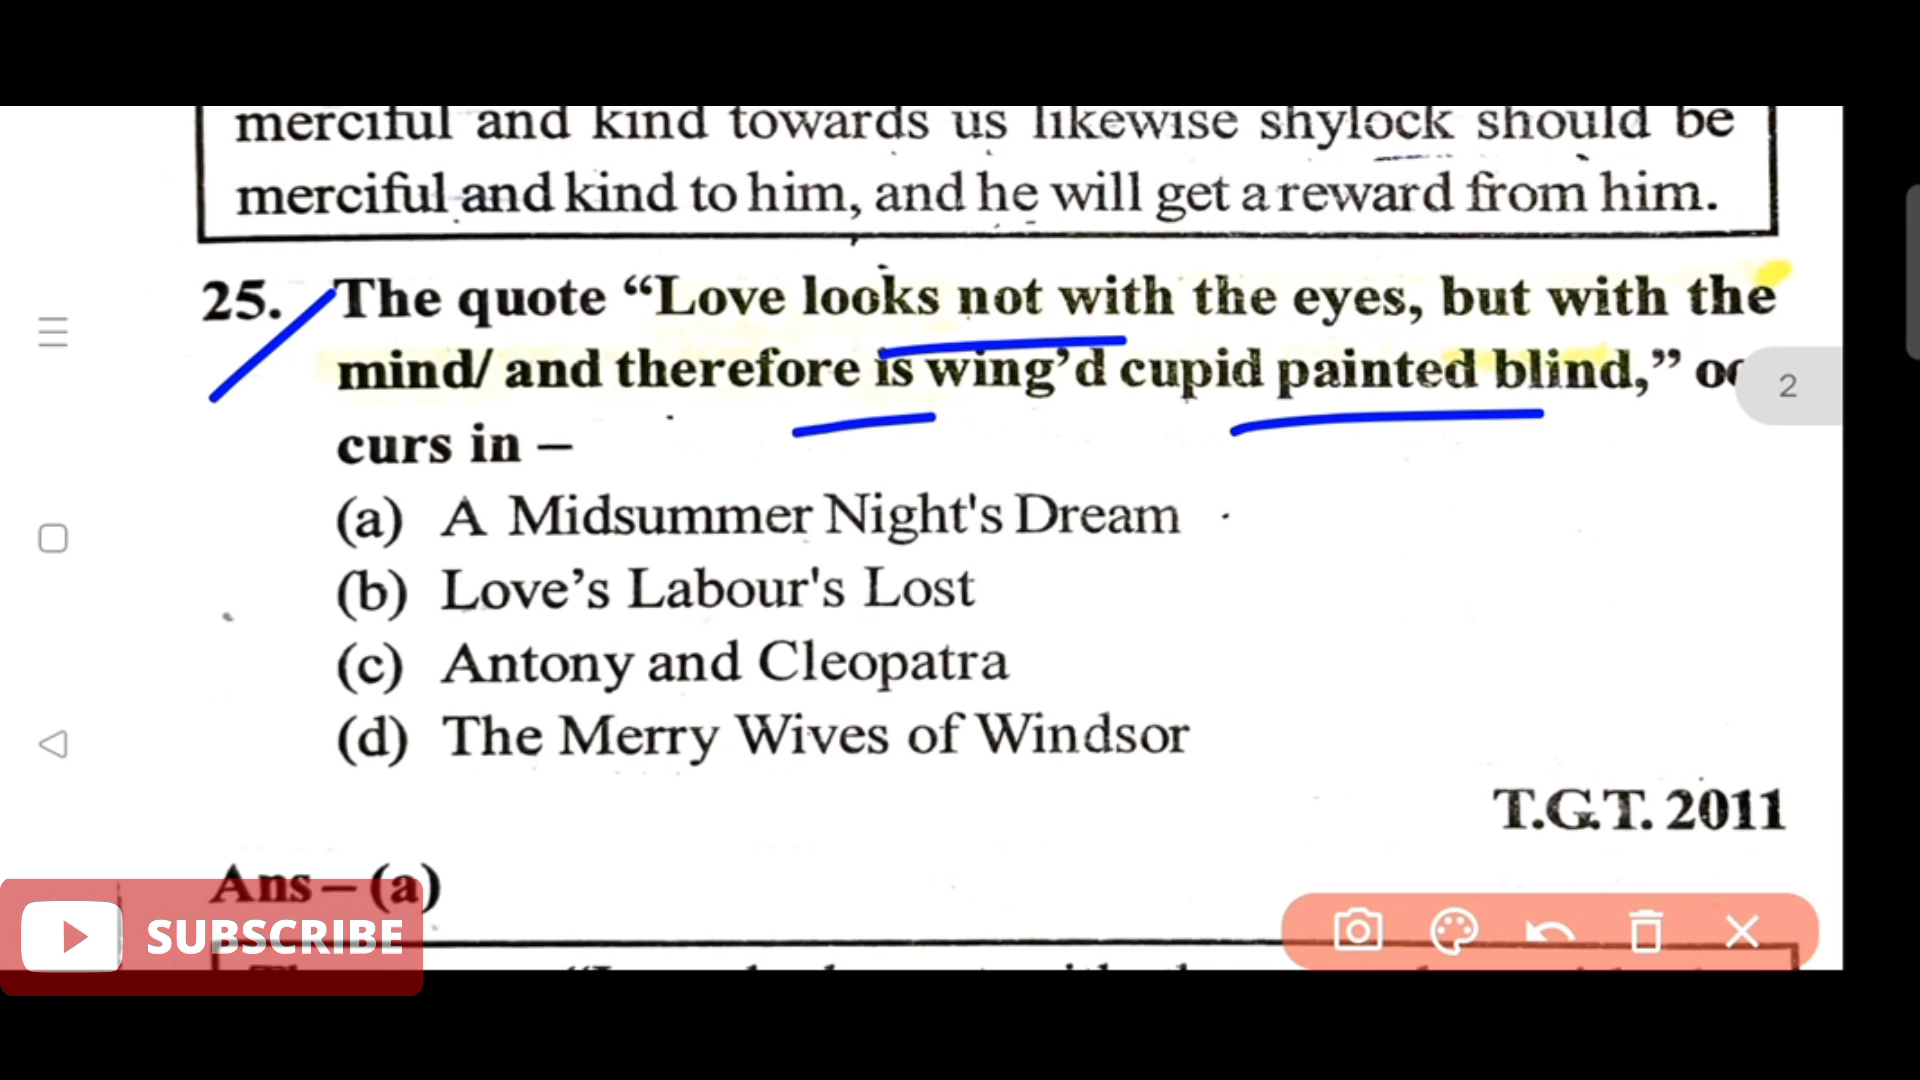 merciful and kind towards us likewise shylock should be
merciful and kind to him, and he will get a reward from him.
25. The quote “Love looks not with the eyes, but with the
mind/ and therefore is wing’d cupid painted blind,” oc
2
curs in –
(a) A Midsummer Night's Dream
(b) Love’s Labour's Lost
(c) Antony and Cleopatra
(d) The Merry Wives of Windsor
T.G.T. 2011
Ans – (a)
SUBSCRIBE